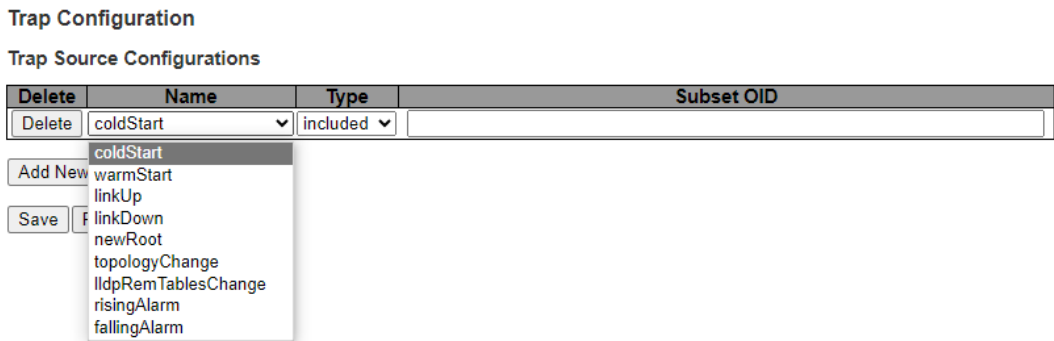 Trap Configuration
Trap Source Configurations
Delete Name Type Subset OID
Delete coldStart included
coldStart
Add New warmStart
linkUp
Save linkDown
newRoot
topologyChange
lldpRemTablesChange
risingAlarm
fallingAlarm